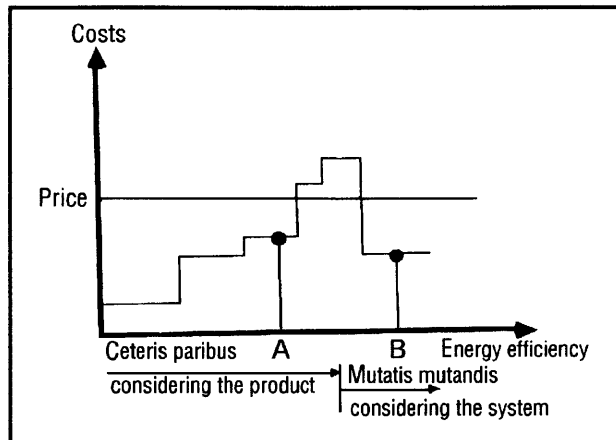 Costs
Price
Ceteris paribus A B Energy efficiency
considering the product Mutatis mutandis
considering the system